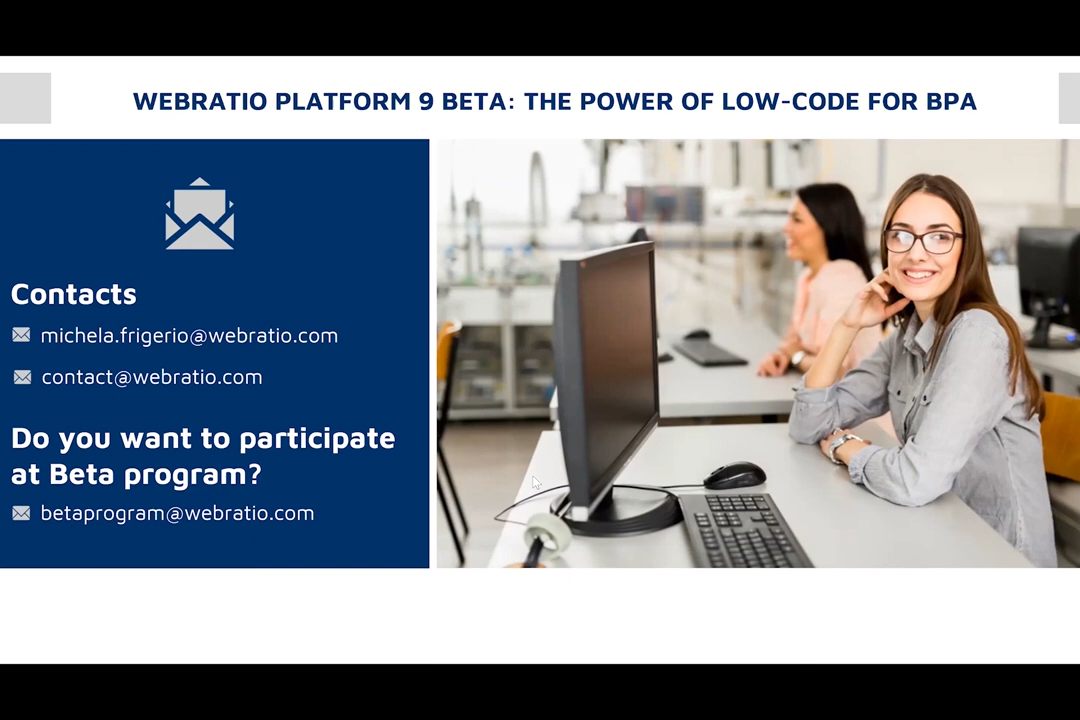 WEBRATIO PLATFORM 9 BETA: THE POWER OF LOW-CODE FOR BPA
Contacts
michela.frigerio@webratio.com
contact@webratio.com
Do you want to participate
at Beta program?
betaprogram@webratio.com